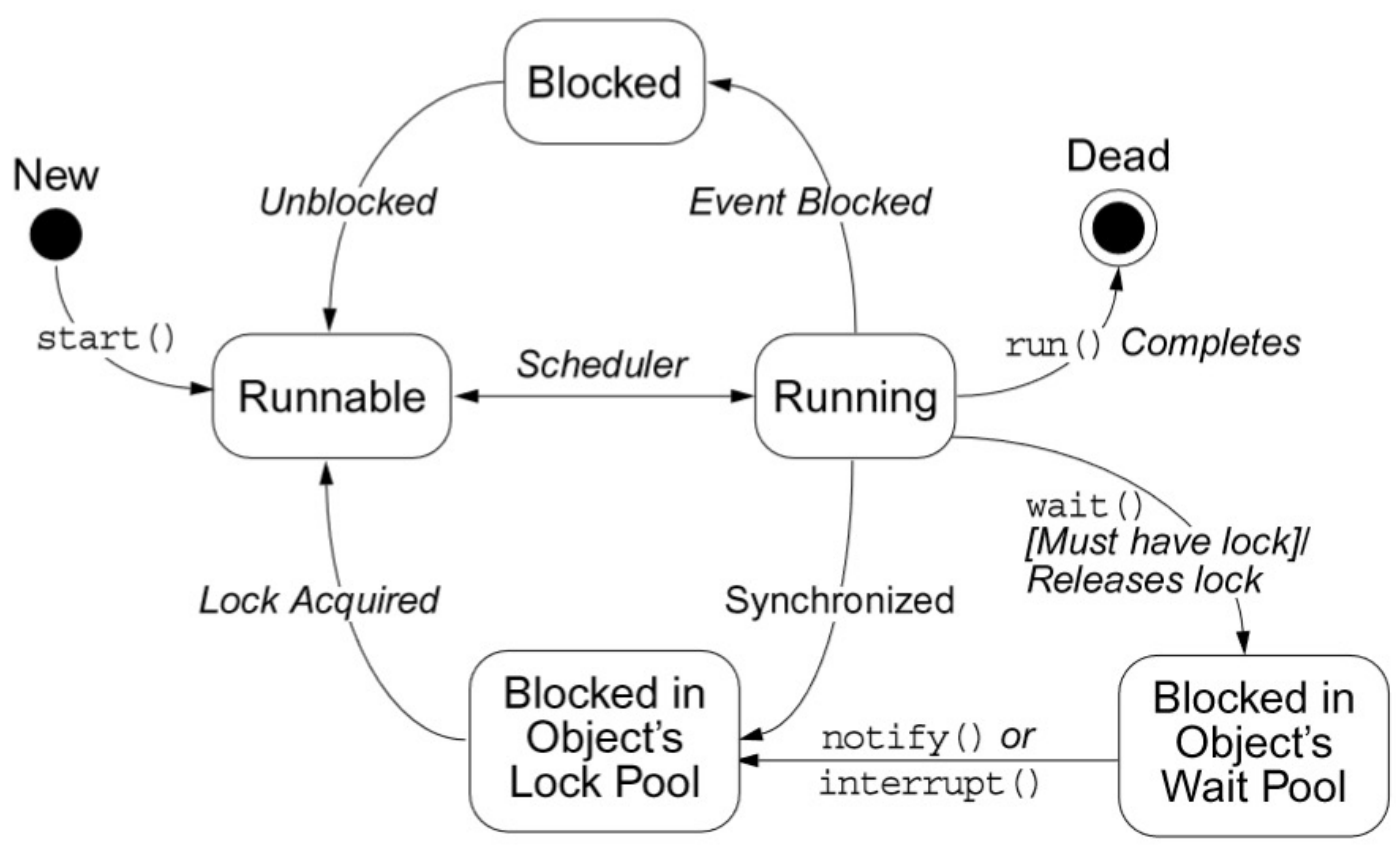 Blocked
New
Dead
Unblocked
Event Blocked
start()
run() Completes
Scheduler
Runnable
Running
wait()
[Must have lock]/
Releases lock
Lock Acquired
Synchronized
Blocked in
Object’s
Lock Pool
notify() or
interrupt()
Blocked in
Object’s
Wait Pool